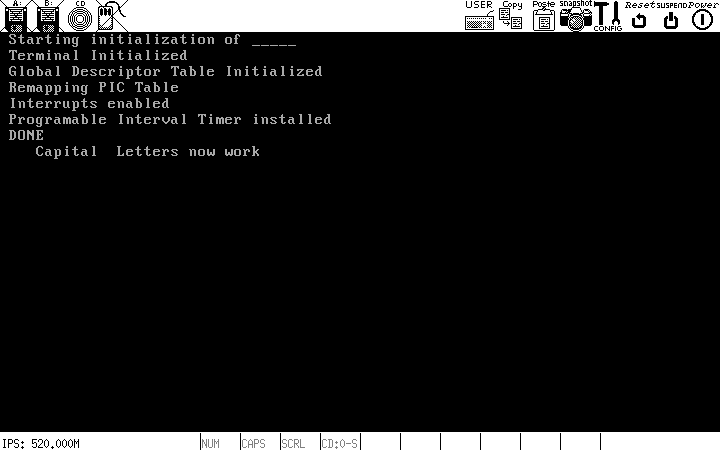 A: B: CD USER Copy Paste snapshot CONFIG Reset SUSPEND Power
Starting initialization of _____
Terminal Initialized
Global Descriptor Table Initialized
Remapping PIC Table
Interrupts enabled
Programable Interval Timer installed
DONE
Capital  Letters now work
IPS: 520.000M NUM CAPS SCRL CD:0-S